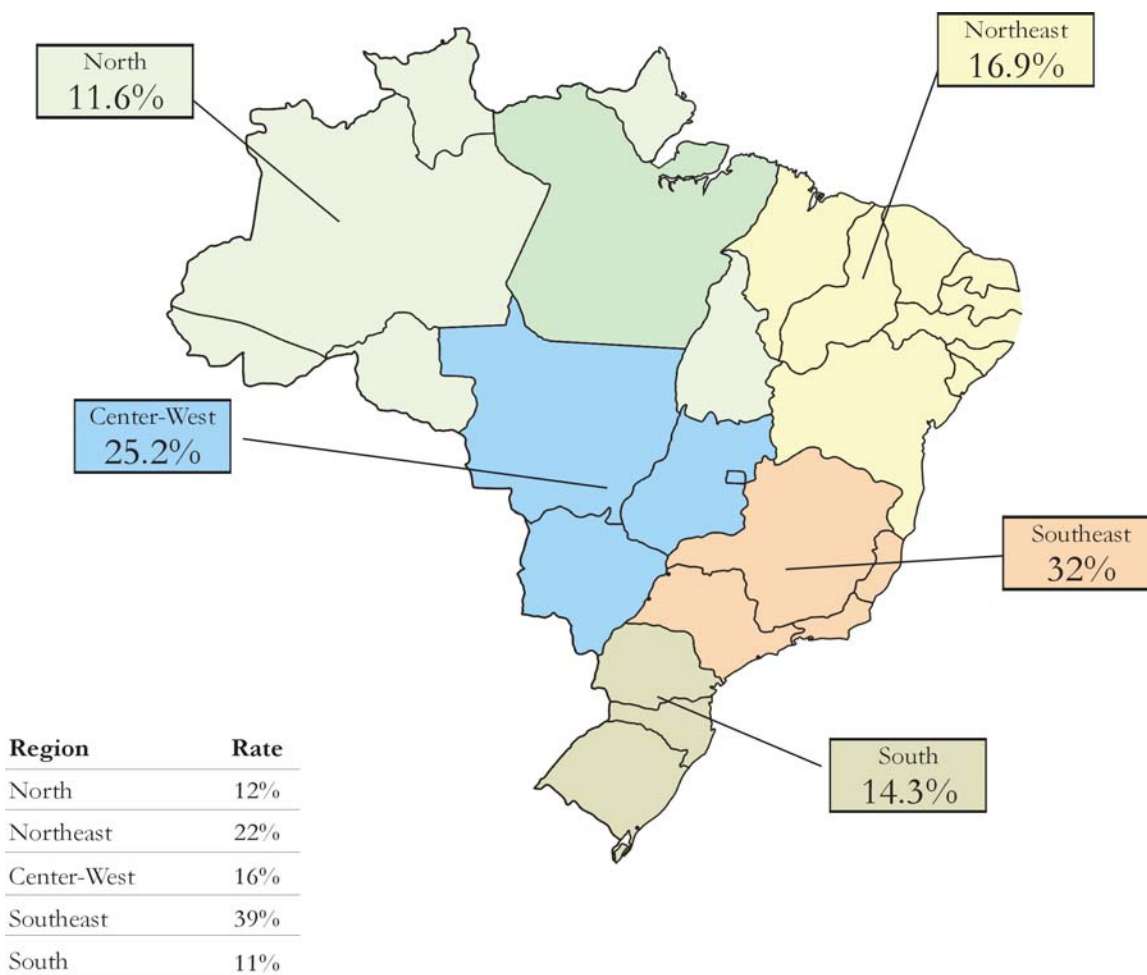 North
11.6%
Northeast
16.9%
Center-West
25.2%
Southeast
32%
South
14.3%
Region Rate
North 12%
Northeast 22%
Center-West 16%
Southeast 39%
South 11%